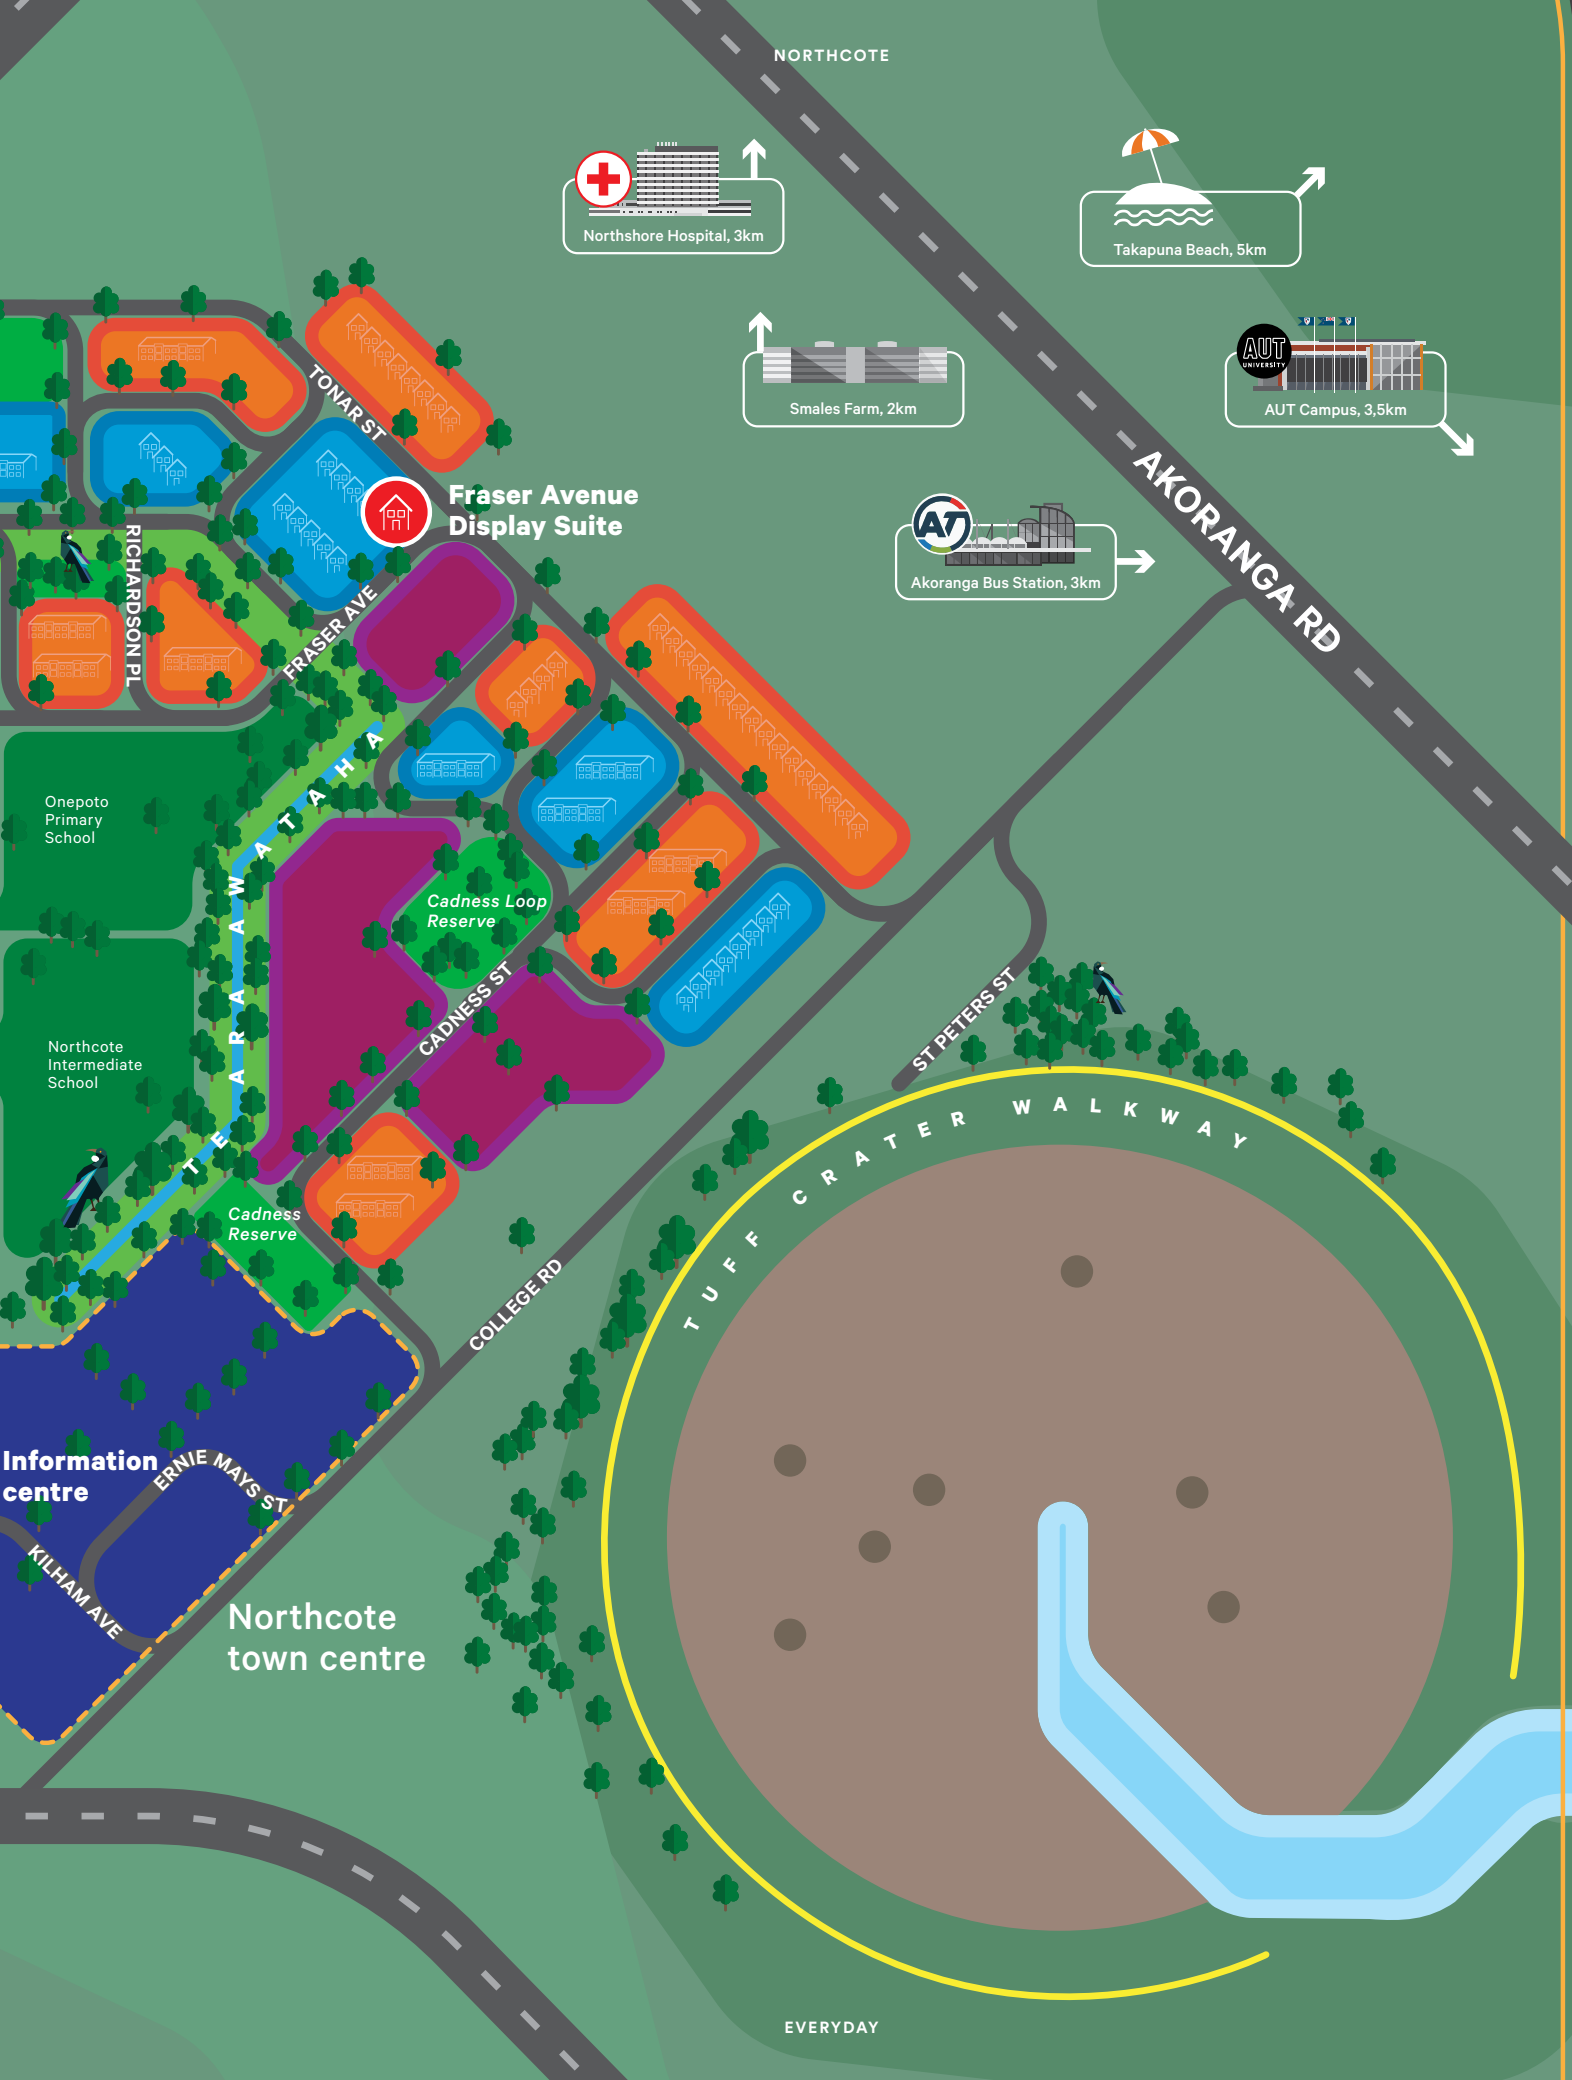 NORTHCOTE
Northshore Hospital, 3km
Takapuna Beach, 5km
Smales Farm, 2km
AUT
UNIVERSITY
AUT Campus, 3,5km
TONAR ST
AKORANGA RD
Fraser Avenue
Display Suite
AT
Akoranga Bus Station, 3km
RICHARDSON PL
FRASER AVE
Onepoto
Primary
School
TE ARA AWATAHA
Cadness Loop
Reserve
CADNESS ST
ST PETERS ST
Northcote
Intermediate
School
TUFF CRATER WALKWAY
Cadness
Reserve
COLLEGE RD
Information
centre
ERNIE MAYS ST
KILHAM AVE
Northcote
town centre
EVERYDAY